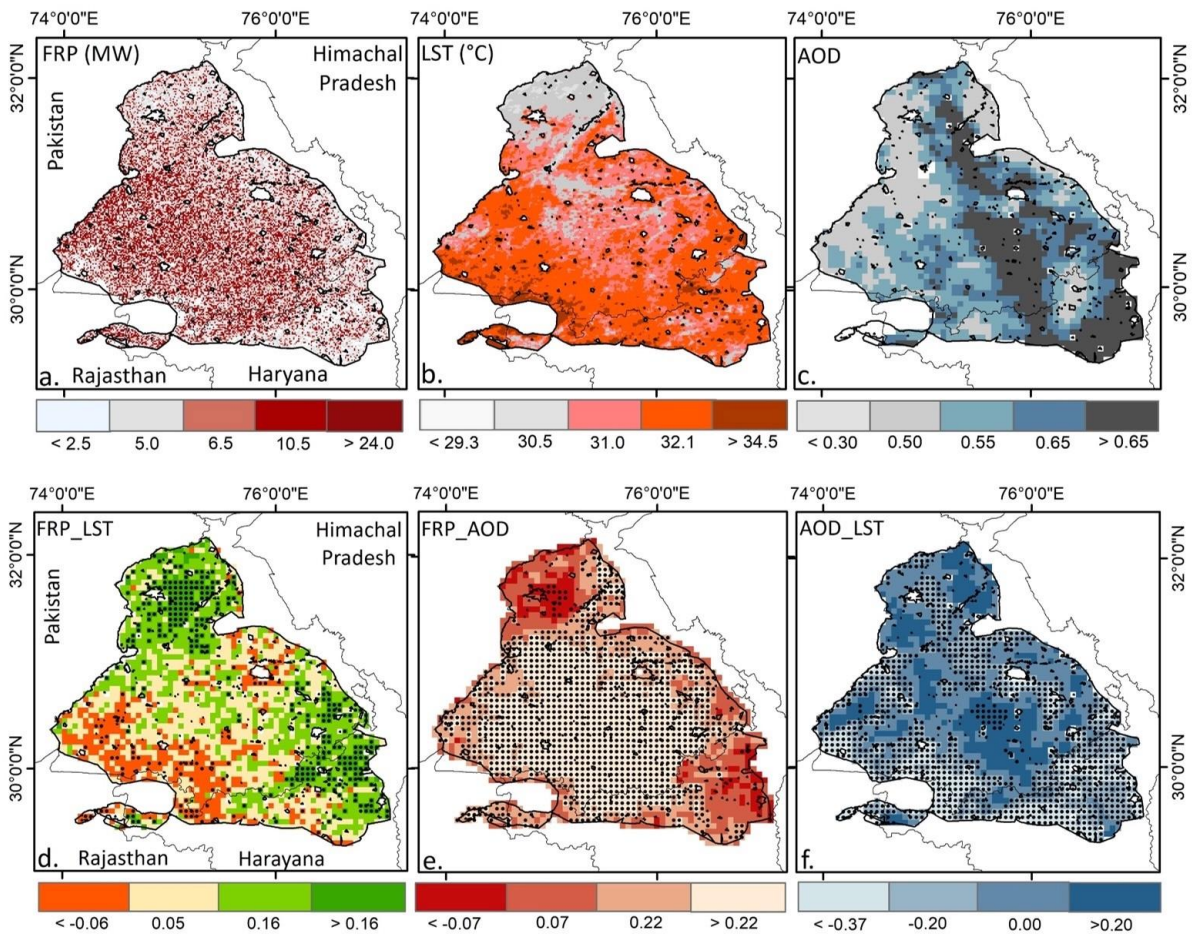 74°0'0"E 76°0'0"E 74°0'0"E 76°0'0"E 74°0'0"E 76°0'0"E
FRP (MW) Himachal Pradesh LST (°C) AOD
32°0'0"N 32°0'0"N
Pakistan
30°0'0"N 30°0'0"N
a. Rajasthan Haryana b. c.
< 2.5 5.0 6.5 10.5 > 24.0 < 29.3 30.5 31.0 32.1 > 34.5 < 0.30 0.50 0.55 0.65 > 0.65
74°0'0"E 76°0'0"E 74°0'0"E 76°0'0"E 74°0'0"E 76°0'0"E
FRP_LST Himachal Pradesh FRP_AOD AOD_LST
32°0'0"N 32°0'0"N
Pakistan
30°0'0"N 30°0'0"N
d. Rajasthan Harayana e. f.
< -0.06 0.05 0.16 > 0.16 < -0.07 0.07 0.22 > 0.22 < -0.37 -0.20 0.00 >0.20